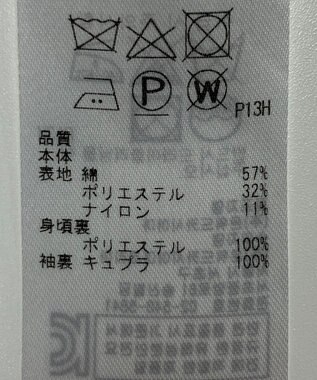 P W P13H
品質
本体
表地 綿 57%
ポリエステル 32%
ナイロン 11%
身頃裏
ポリエステル 100%
袖裏 キュプラ 100%